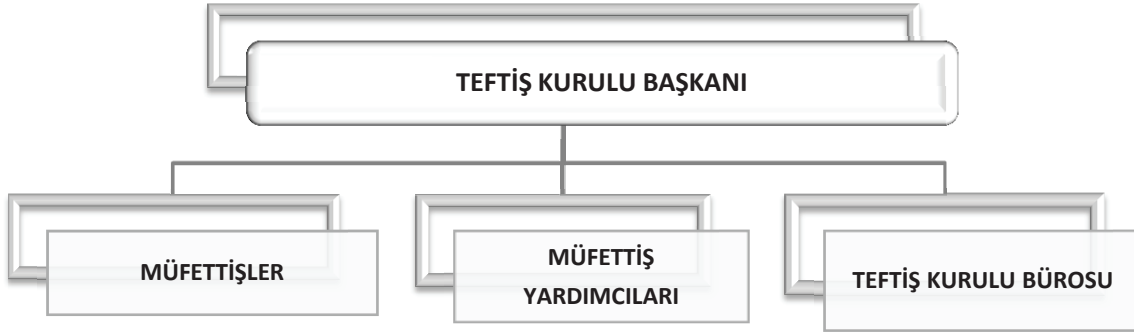 TEFTİŞ KURULU BAŞKANI
MÜFETTİŞLER
MÜFETTİŞ
YARDIMCILARI
TEFTİŞ KURULU BÜROSU